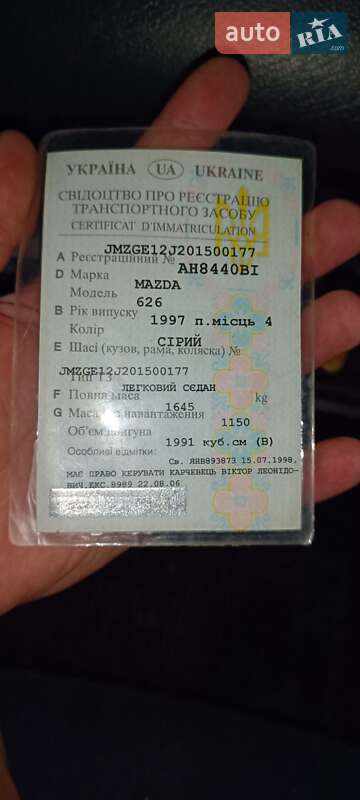 auto RIA.com
УКРАЇНА UA UKRAINE
СВІДОЦТВО ПРО РЕЄСТРАЦІЮ
ТРАНСПОРТНОГО ЗАСОБУ
CERTIFICAT D'IMMATRICULATION
JMZGE12J201500177
A Реєстраційний № AH8440BI
D Марка MAZDA
Модель 626
B Рік випуску 1997 п.місць 4
Колір СІРИЙ
E Шасі (кузов, рама, коляска) №
JMZGE12J201500177
Тип ТЗ ЛЕГКОВИЙ СЄДАН
F Повна маса 1645 kg
G Маса без навантаження 1150
Об'єм двигуна 1991 куб.см (B)
Особливі відмітки: Св. ЯНВ893873 15.07.1998.
МАЄ ПРАВО КЕРУВАТИ КАРЧЕВЕЦЬ ВІКТОР ЛЕОНІДО-
ВИЧ,ККС.8989 22.08.06